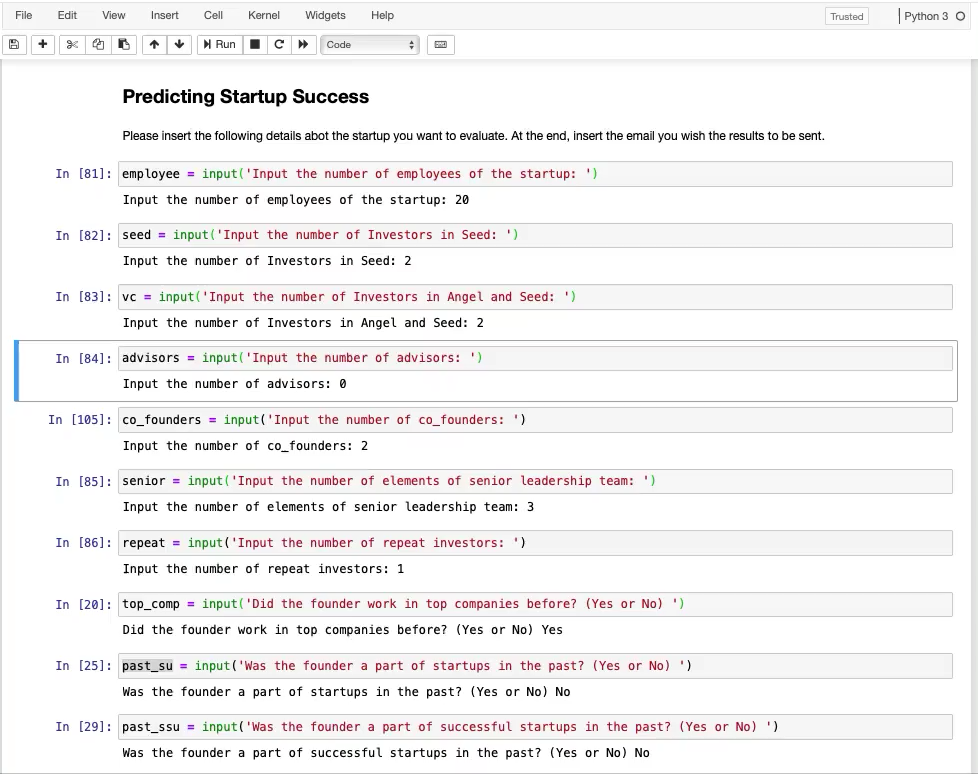 File Edit View Insert Cell Kernel Widgets Help Trusted Python 3
Run Code
Predicting Startup Success
Please insert the following details abot the startup you want to evaluate. At the end, insert the email you wish the results to be sent.
In [81]: employee = input('Input the number of employees of the startup: ')
Input the number of employees of the startup: 20
In [82]: seed = input('Input the number of Investors in Seed: ')
Input the number of Investors in Seed: 2
In [83]: vc = input('Input the number of Investors in Angel and Seed: ')
Input the number of Investors in Angel and Seed: 2
In [84]: advisors = input('Input the number of advisors: ')
Input the number of advisors: 0
In [105]: co_founders = input('Input the number of co_founders: ')
Input the number of co_founders: 2
In [85]: senior = input('Input the number of elements of senior leadership team: ')
Input the number of elements of senior leadership team: 3
In [86]: repeat = input('Input the number of repeat investors: ')
Input the number of repeat investors: 1
In [20]: top_comp = input('Did the founder work in top companies before? (Yes or No) ')
Did the founder work in top companies before? (Yes or No) Yes
In [25]: past_su = input('Was the founder a part of startups in the past? (Yes or No) ')
Was the founder a part of startups in the past? (Yes or No) No
In [29]: past_ssu = input('Was the founder a part of successful startups in the past? (Yes or No) ')
Was the founder a part of successful startups in the past? (Yes or No) No